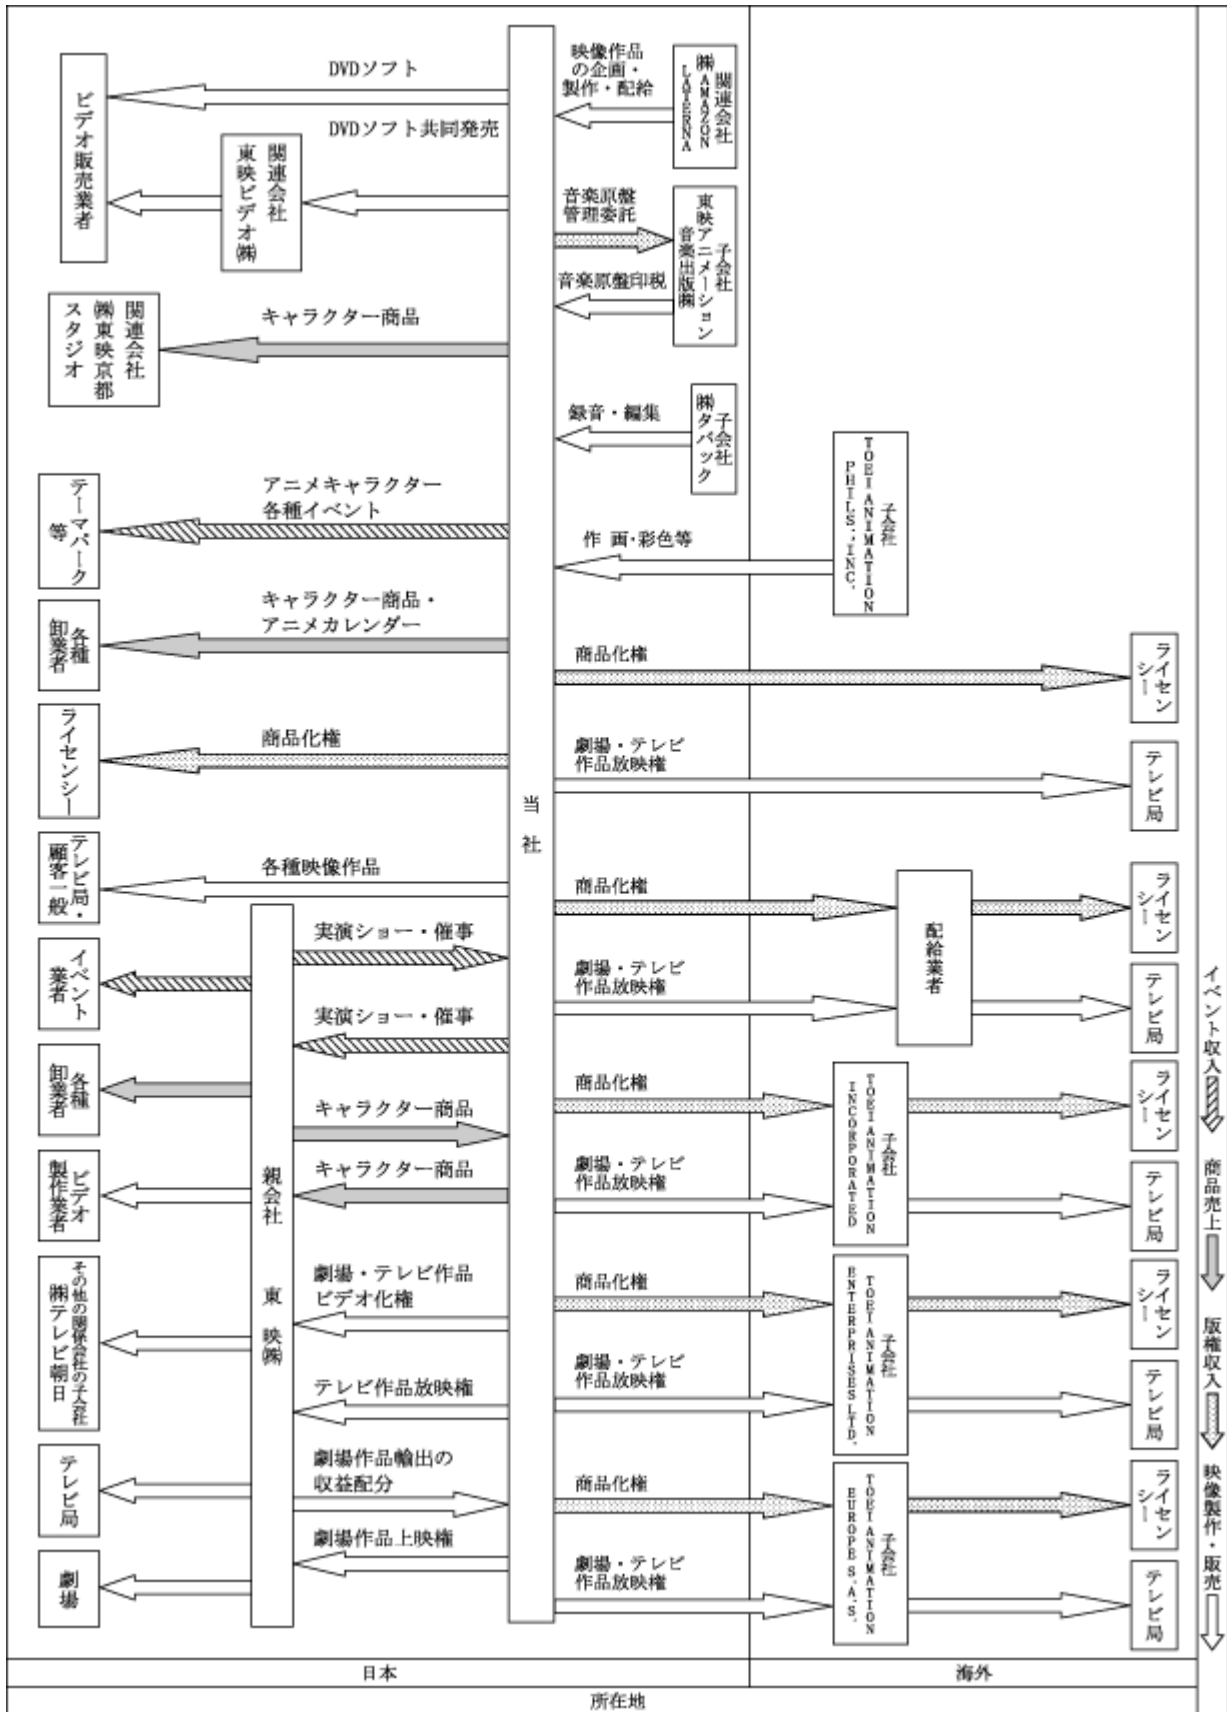 ビデオ販売業者
DVDソフト
DVDソフト共同発売
関連会社
東映ビデオ㈱
関連会社
㈱東映京都
スタジオ
キャラクター商品
テーマパーク
等
アニメキャラクター
各種イベント
各種
卸業者
キャラクター商品・
アニメカレンダー
ライセンシー
商品化権
テレビ局・
顧客一般
各種映像作品
イベント
業者
各種
卸業者
ビデオ
製作業者
その他の関係会社の子会社
㈱テレビ朝日
テレビ局
劇場
親会社 東映㈱
実演ショー・催事
実演ショー・催事
キャラクター商品
キャラクター商品
劇場・テレビ作品
ビデオ化権
テレビ作品放映権
劇場作品輸出の
収益配分
劇場作品上映権
当社
映像作品
の企画・
製作・配給
関連会社
㈱AMAZON
LATERNA
音楽原盤
管理委託
音楽原盤印税
子会社
東映アニメーション
音楽出版㈱
録音・編集
子会社
㈱タバック
作 画・彩色等
子会社
TOEI ANIMATION
PHILS.,INC.
商品化権
ライセン
シー
劇場・テレビ
作品放映権
テレビ局
商品化権
劇場・テレビ
作品放映権
配給業者
ライセン
シー
テレビ局
商品化権
劇場・テレビ
作品放映権
子会社
TOEI ANIMATION
INCORPORATED
ライセン
シー
テレビ局
商品化権
劇場・テレビ
作品放映権
子会社
TOEI ANIMATION
ENTERPRISES LTD.
ライセン
シー
テレビ局
商品化権
劇場・テレビ
作品放映権
子会社
TOEI ANIMATION
EUROPE S.A.S.
ライセン
シー
テレビ局
イベント収入
商品売上
版権収入
映像製作・販売
日本
海外
所在地